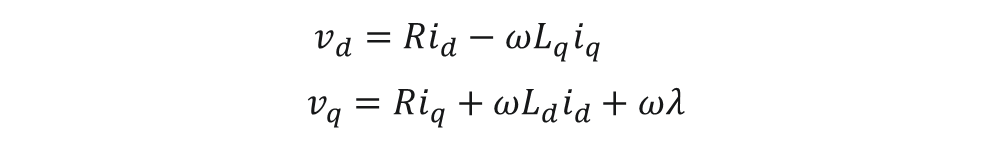 v_d = Ri_d − ωL_q i_q
v_q = Ri_q + ωL_d i_d + ωλ